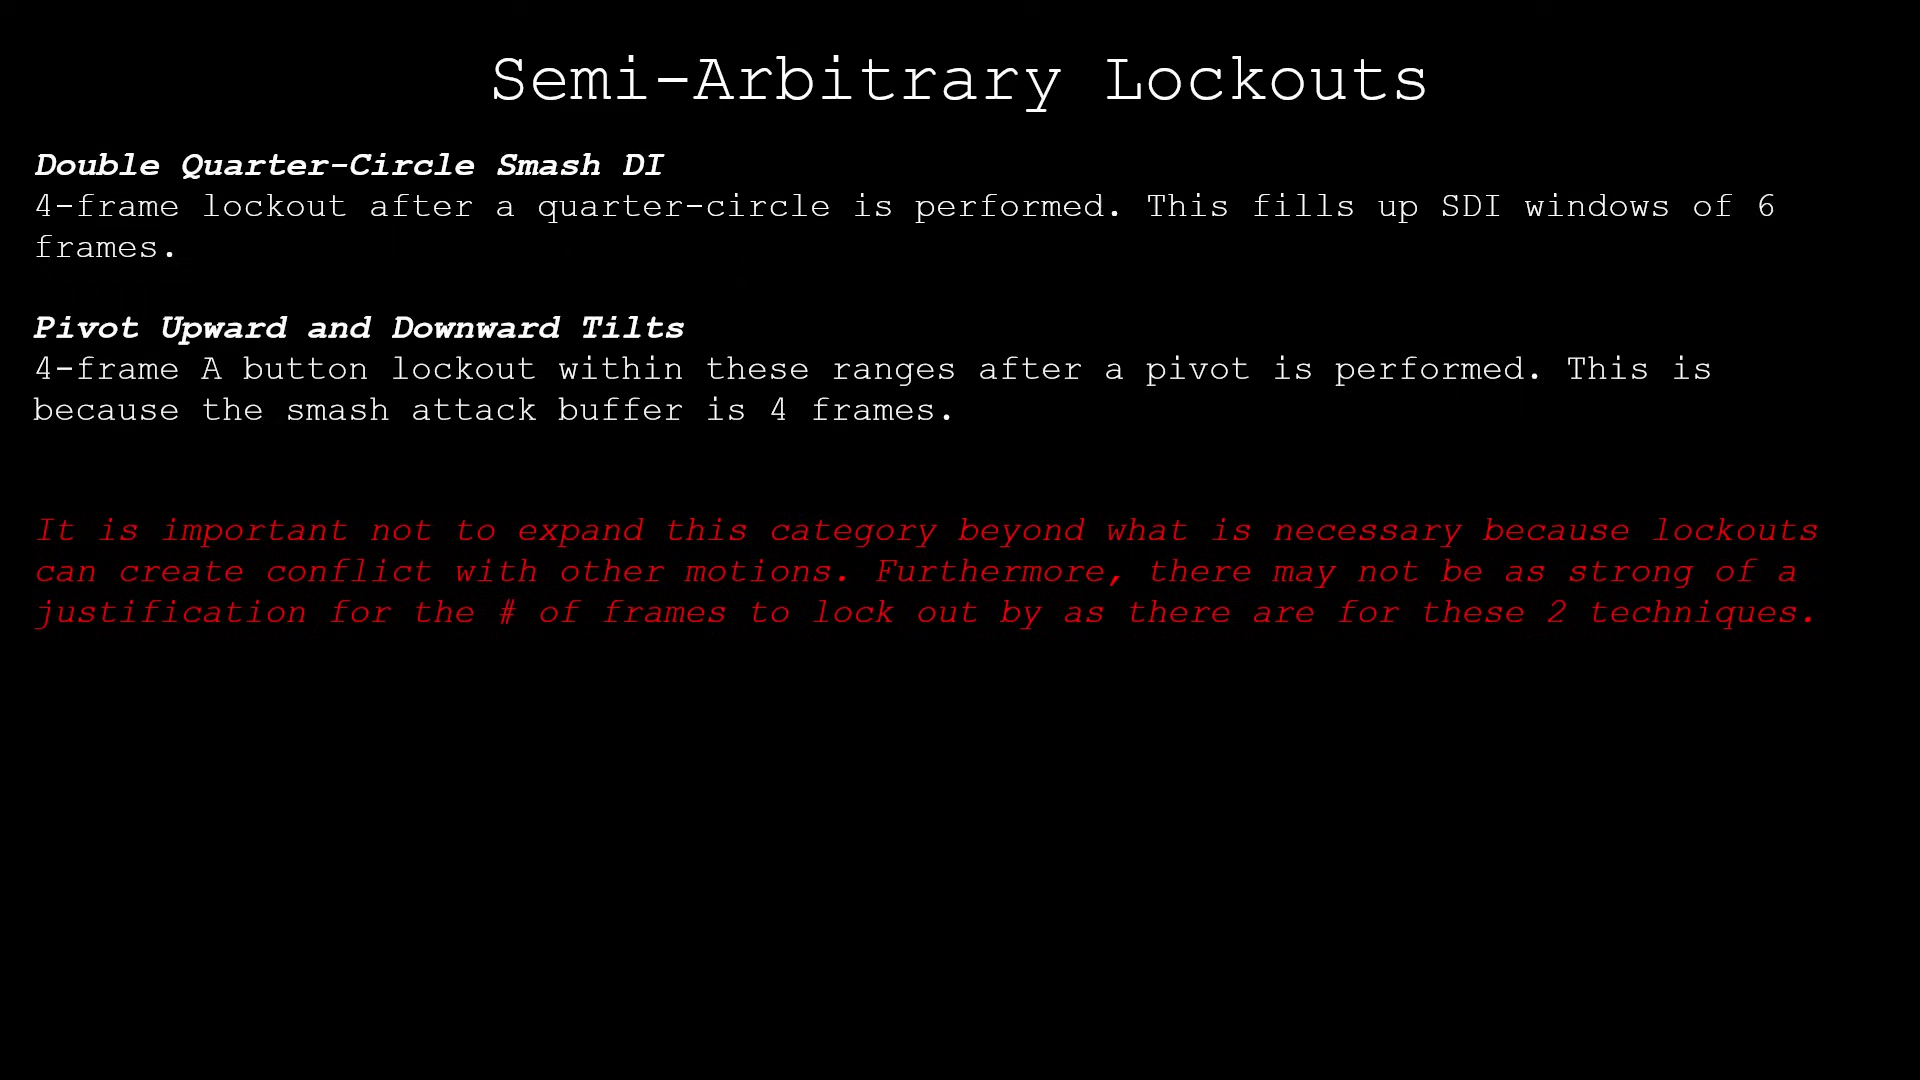 Semi-Arbitrary Lockouts
Double Quarter-Circle Smash DI
4-frame lockout after a quarter-circle is performed. This fills up SDI windows of 6
frames.
Pivot Upward and Downward Tilts
4-frame A button lockout within these ranges after a pivot is performed. This is
because the smash attack buffer is 4 frames.
It is important not to expand this category beyond what is necessary because lockouts
can create conflict with other motions. Furthermore, there may not be as strong of a
justification for the # of frames to lock out by as there are for these 2 techniques.